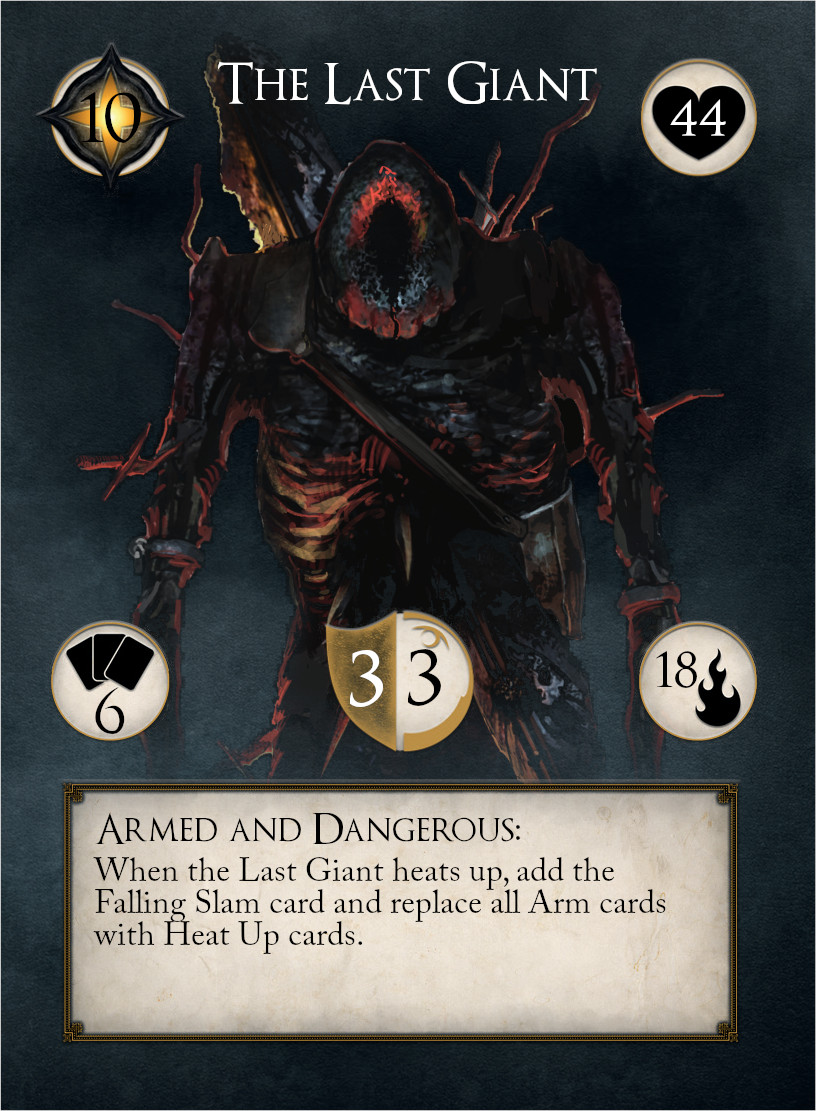 10
The Last Giant
44
6
3 3
18
Armed and Dangerous:
When the Last Giant heats up, add the
Falling Slam card and replace all Arm cards
with Heat Up cards.